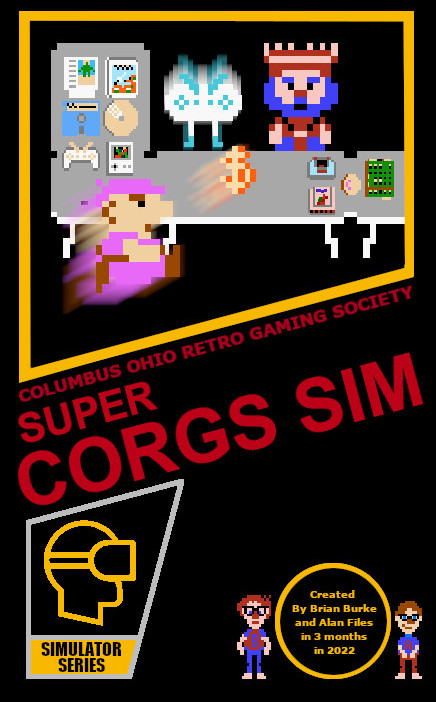 COLUMBUS OHIO RETRO GAMING SOCIETY
SUPER
CORGS SIM
SIMULATOR
SERIES
Created
By Brian Burke
and Alan Files
in 3 months
in 2022